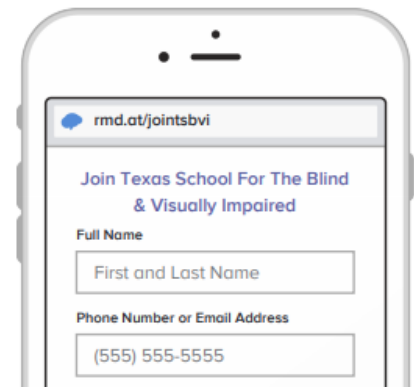 rmd.at/jointsbvi
Join Texas School For The Blind
& Visually Impaired
Full Name
First and Last Name
Phone Number or Email Address
(555) 555-5555